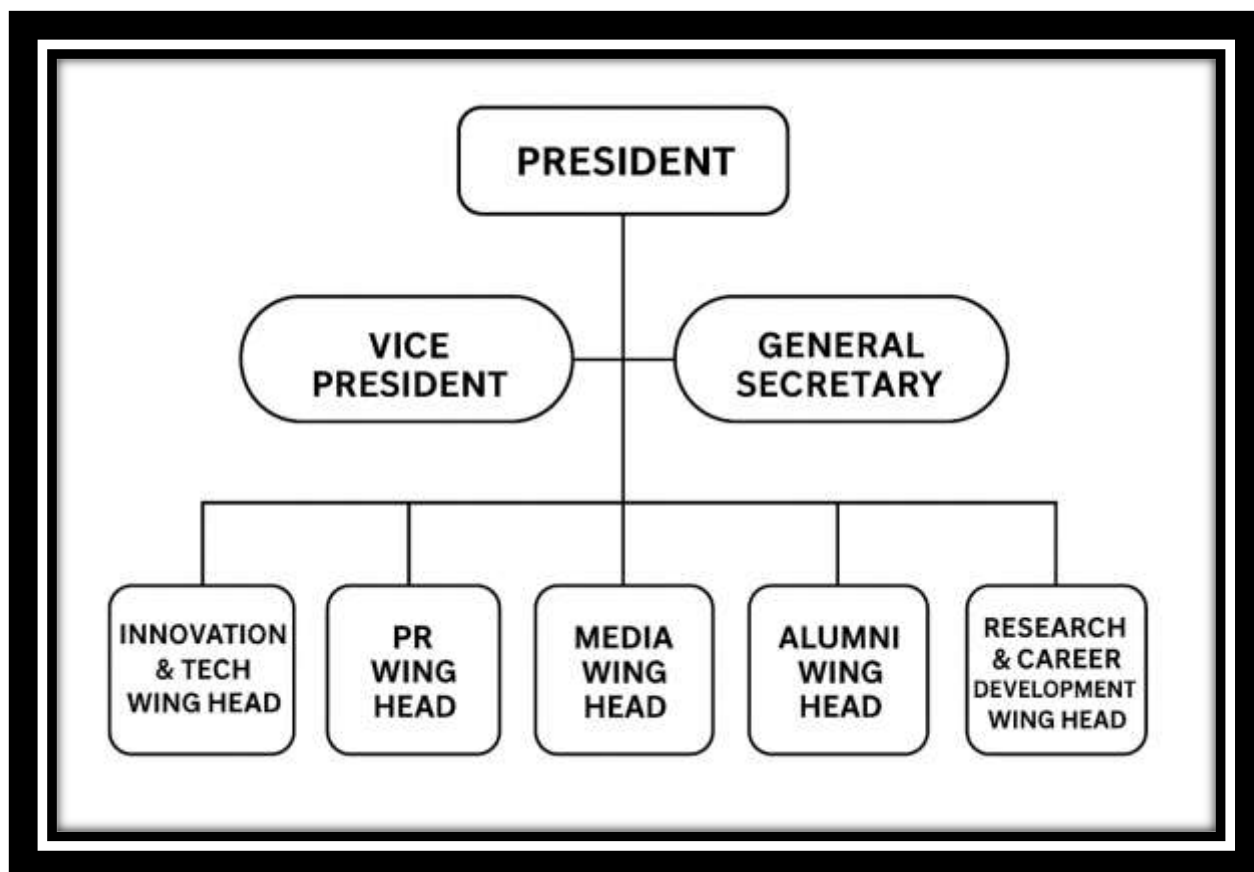 PRESIDENT
VICE
PRESIDENT
GENERAL
SECRETARY
INNOVATION
& TECH
WING HEAD
PR
WING
HEAD
MEDIA
WING
HEAD
ALUMNI
WING
HEAD
RESEARCH
& CAREER
DEVELOPMENT
WING HEAD